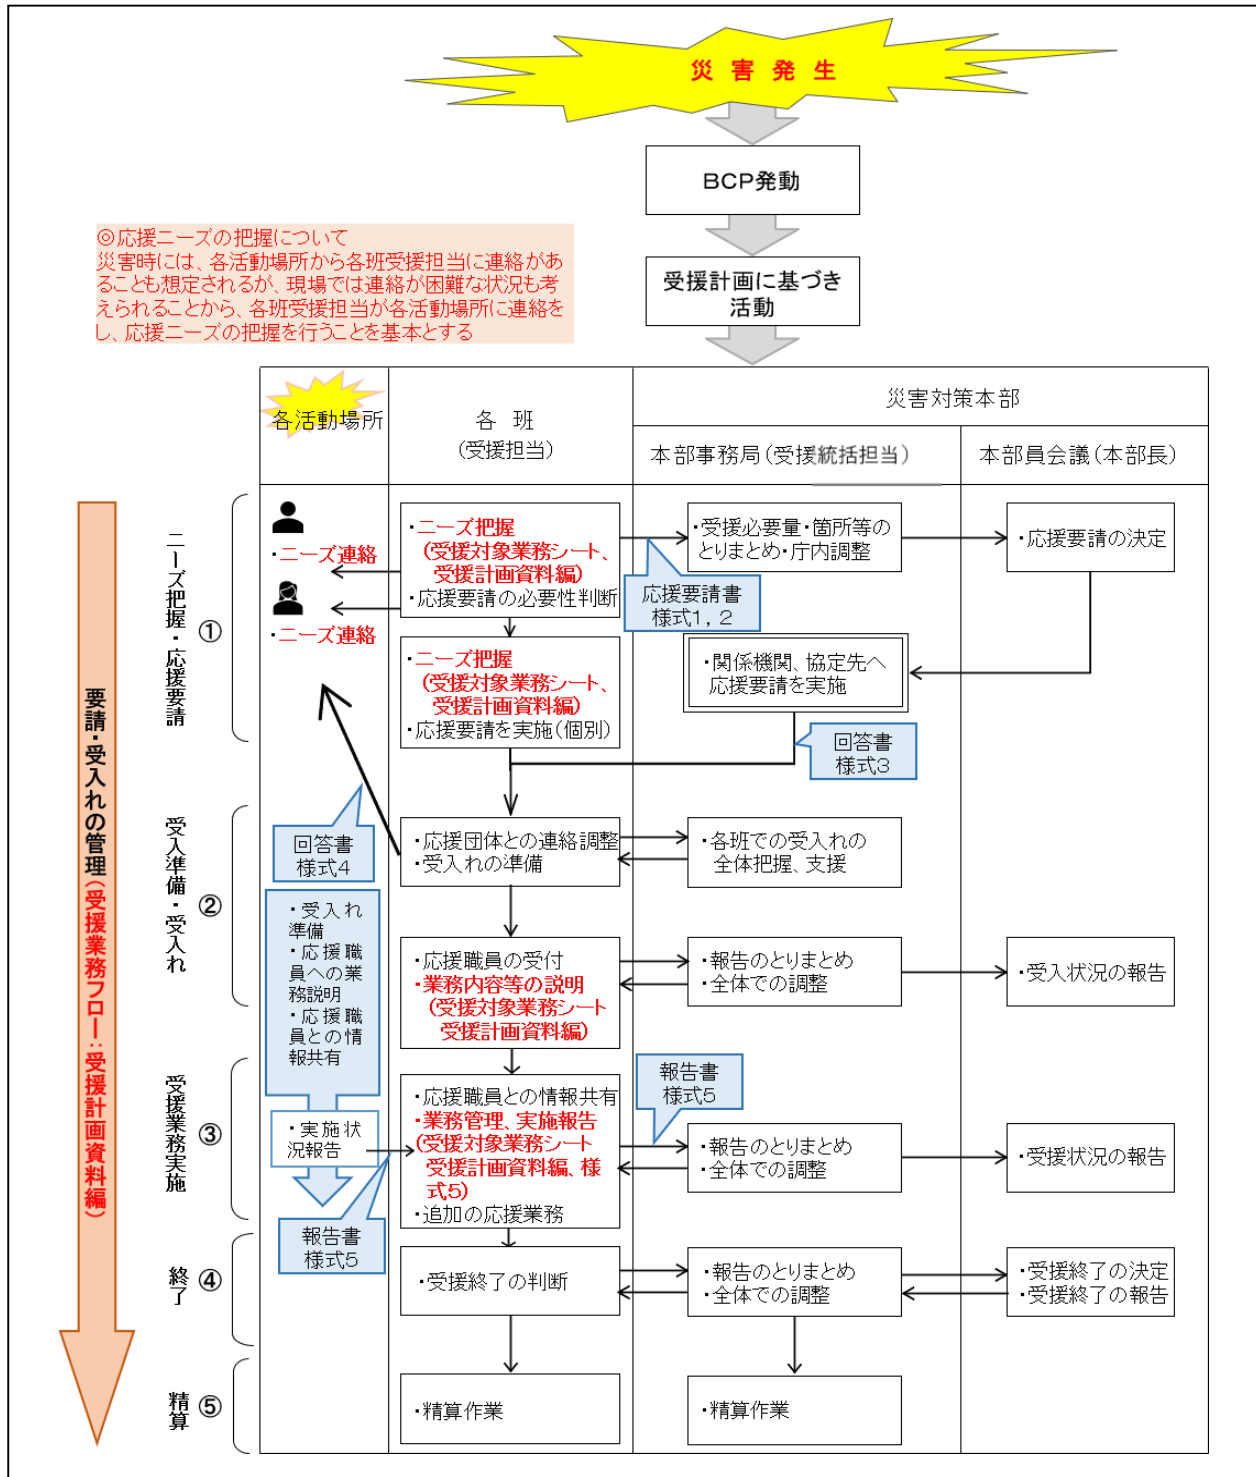 災害発生
BCP発動
受援計画に基づき
活動
◎応援ニーズの把握について
災害時には、各活動場所から各班受援担当に連絡があ
ることも想定されるが、現場では連絡が困難な状況も考
えられることから、各班受援担当が各活動場所に連絡を
し、応援ニーズの把握を行うことを基本とする
各活動場所
各 班
(受援担当)
災害対策本部
本部事務局(受援統括担当)
本部員会議(本部長)
要請・受入れの管理(受援業務フロー:受援計画資料編)
ニーズ把握・応援要請
①
・ニーズ連絡
・ニーズ連絡
・ニーズ把握
(受援対象業務シート、
受援計画資料編)
・応援要請の必要性判断
・受援必要量・箇所等の
とりまとめ・庁内調整
・応援要請の決定
応援要請書
様式1,2
・ニーズ把握
(受援対象業務シート、
受援計画資料編)
・応援要請を実施(個別)
・関係機関、協定先へ
応援要請を実施
回答書
様式3
受入準備・受入れ
②
回答書
様式4
・応援団体との連絡調整
・受入れの準備
・各班での受入れの
全体把握、支援
・受入れ
準備
・応援職
員への業
務説明
・応援職
員との情
報共有
・応援職員の受付
・業務内容等の説明
(受援対象業務シート
受援計画資料編)
・報告のとりまとめ
・全体での調整
・受入状況の報告
受援業務実施
③
・実施状
況報告
・応援職員との情報共有
・業務管理、実施報告
(受援対象業務シート
受援計画資料編、様
式5)
・追加の応援業務
報告書
様式5
・報告のとりまとめ
・全体での調整
・受援状況の報告
報告書
様式5
終了
④
・受援終了の判断
・報告のとりまとめ
・全体での調整
・受援終了の決定
・受援終了の報告
精算
⑤
・精算作業
・精算作業